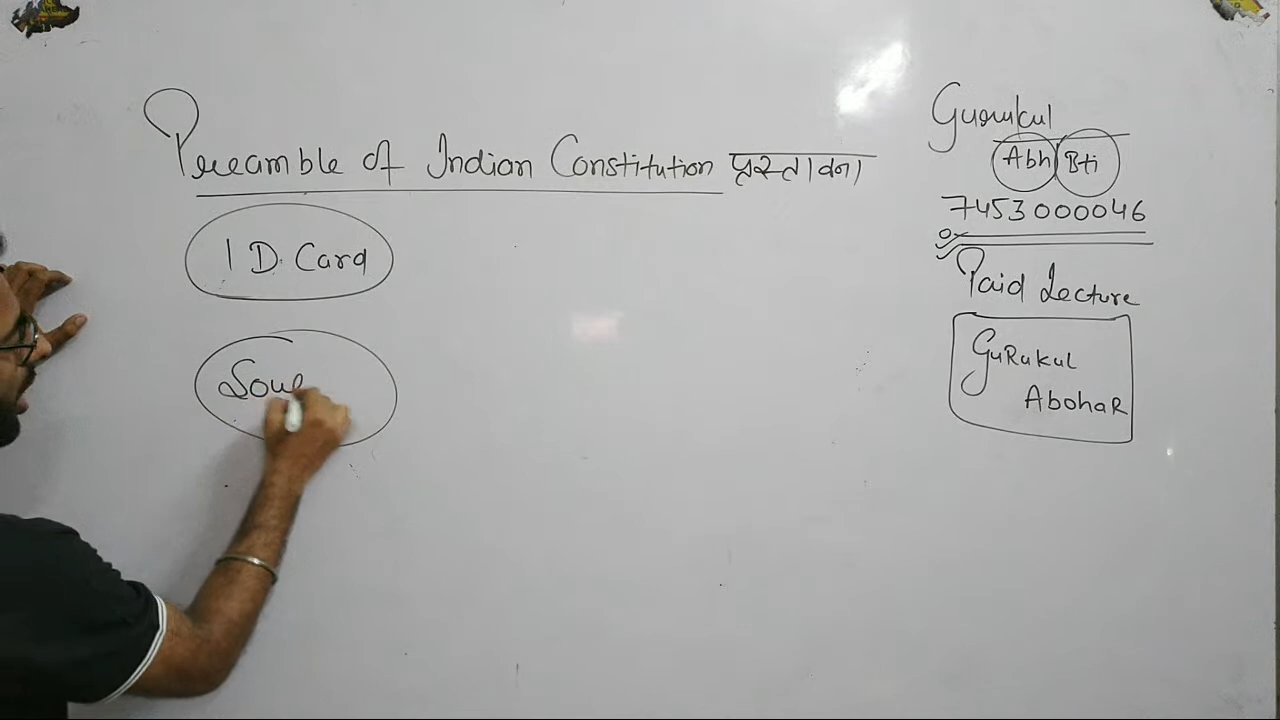 Preamble of Indian Constitution प्रस्तावना
I D. Card
Sou
Gurukul
Abh Bti
7453000046
Paid Lecture
GuRukul
AbohaR